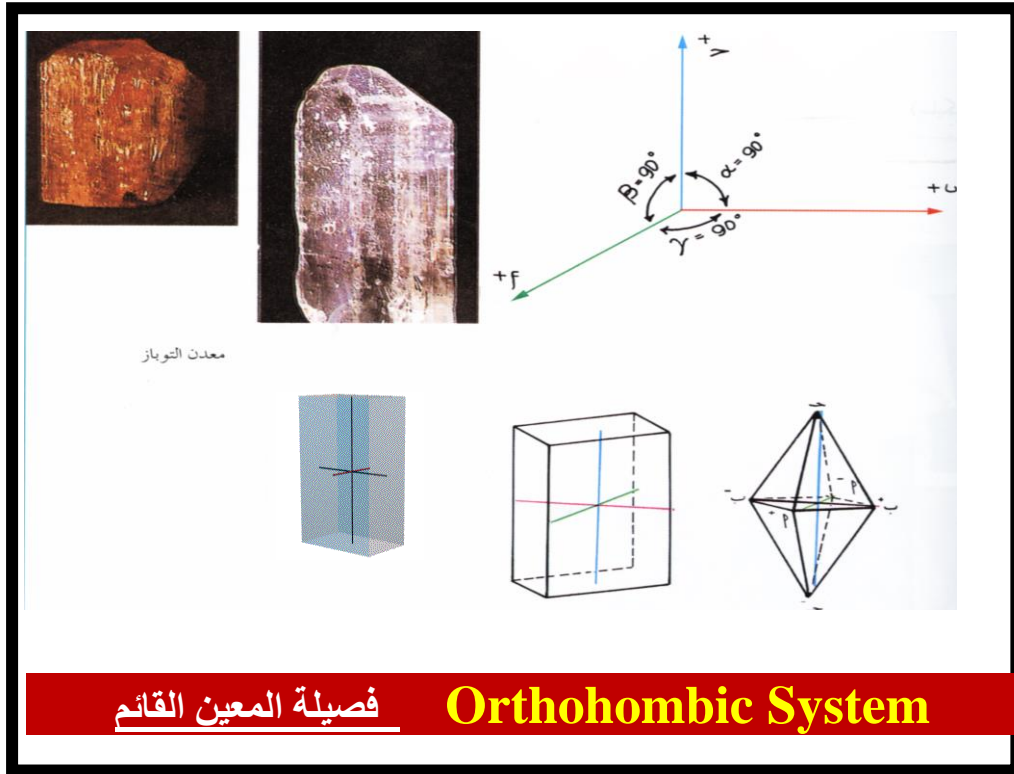 β=90°
α=90°
γ=90°
معدن التوباز
فصيلة المعين القائم Orthohombic System